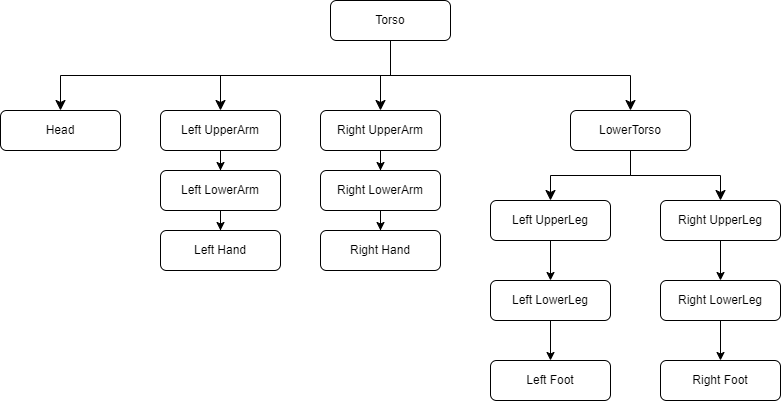 Torso
Head
Left UpperArm
Right UpperArm
LowerTorso
Left LowerArm
Right LowerArm
Left UpperLeg
Right UpperLeg
Left Hand
Right Hand
Left LowerLeg
Right LowerLeg
Left Foot
Right Foot